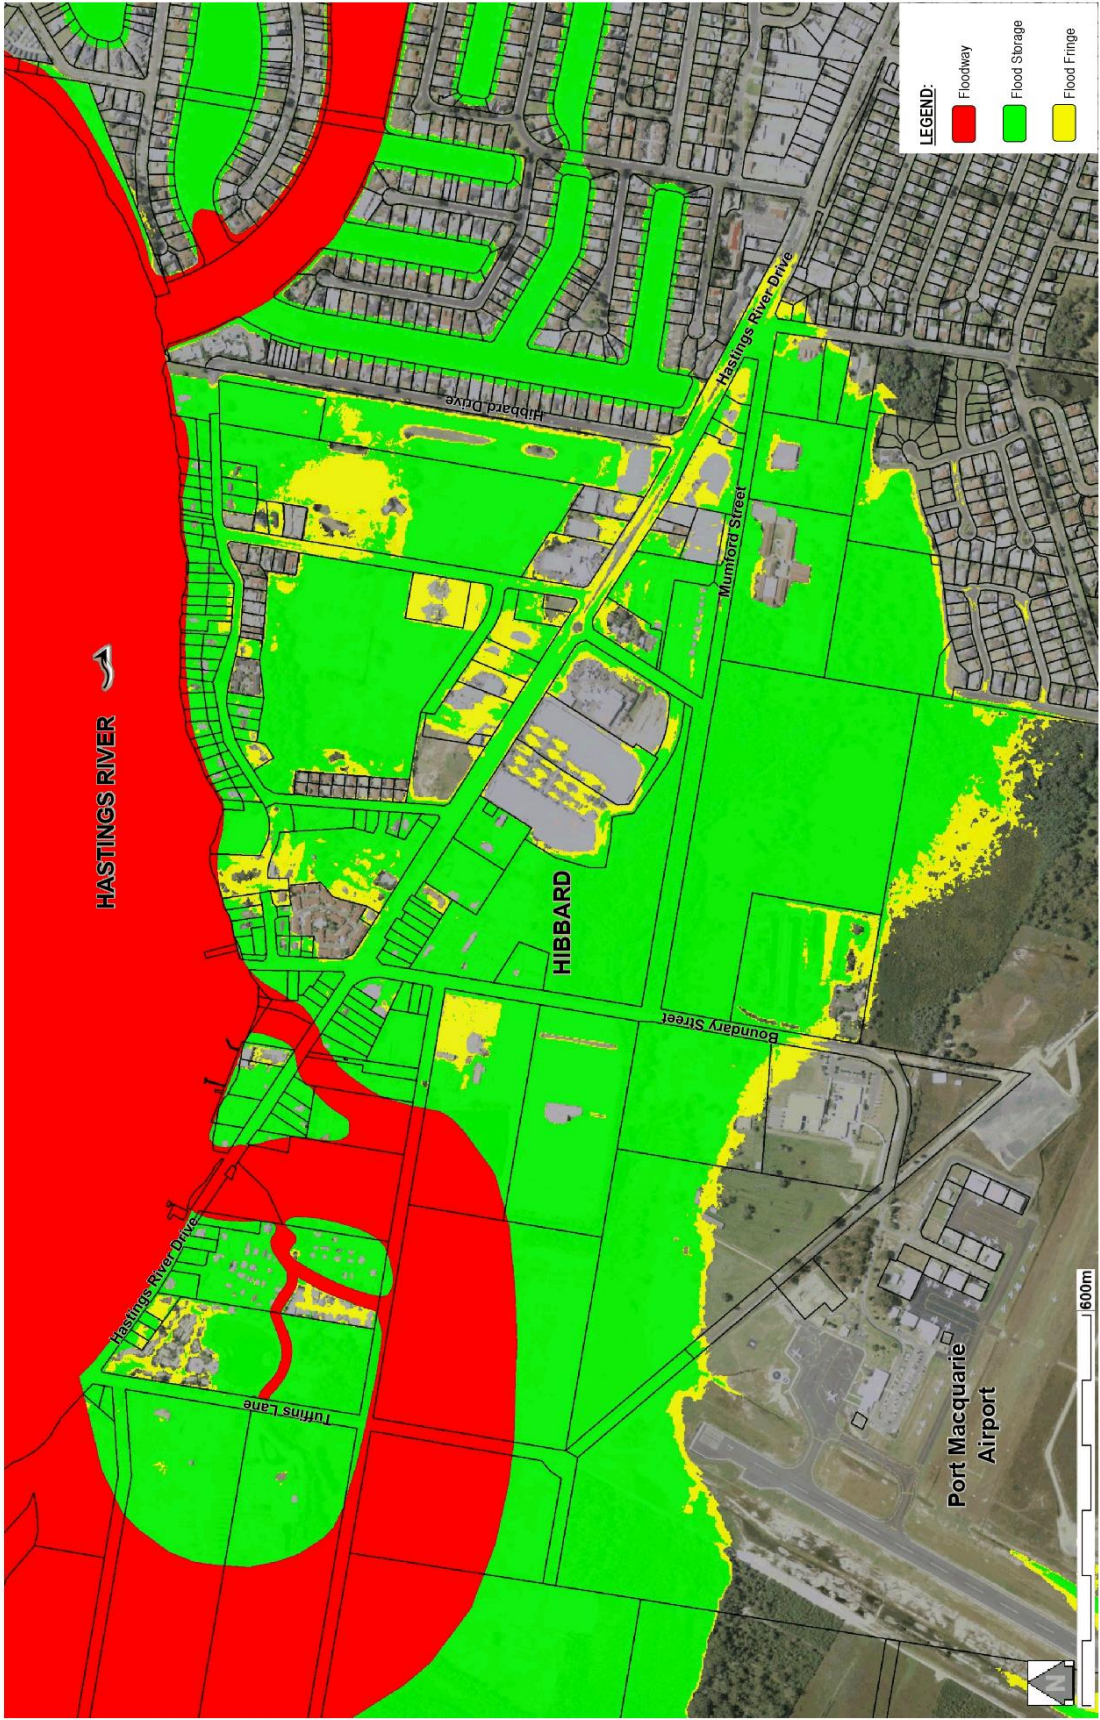 HASTINGS RIVER
LEGEND:
Floodway
Flood Storage
Flood Fringe
Hibbard Drive
Hastings River Drive
Mumford Street
HIBBARD
Boundary Street
Hastings River Drive
Tuffins Lane
Port Macquarie
Airport
600m
N